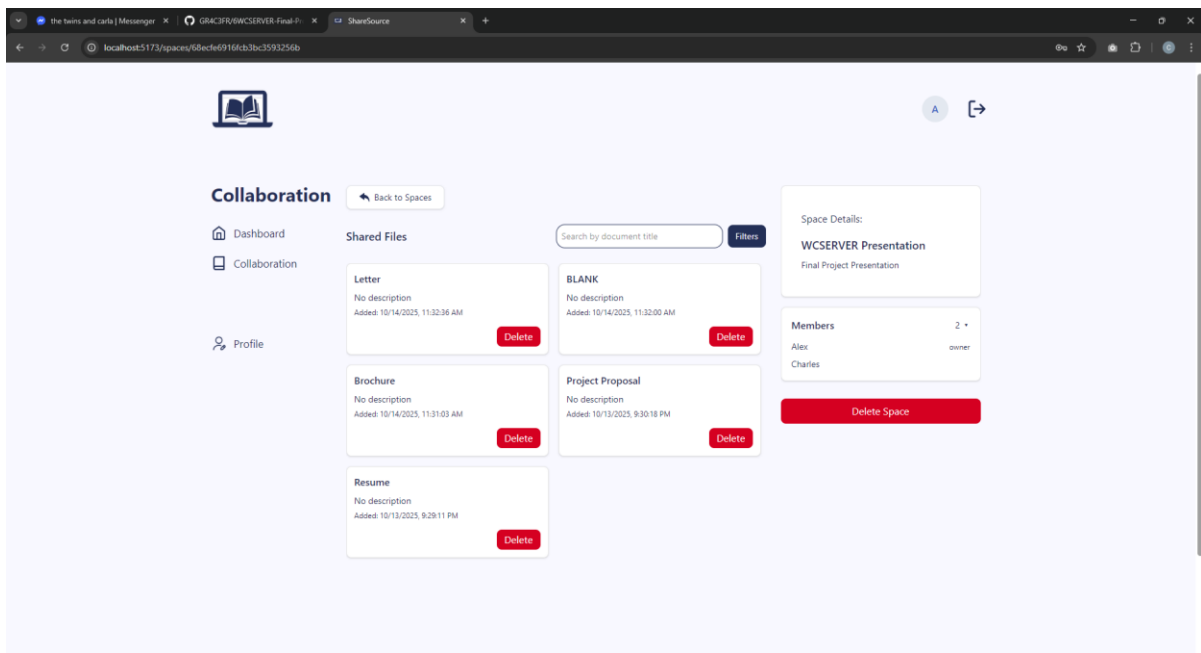 the twins and carla | Messenger
GR4C3FR/6WCSERVER-Final-Pr
ShareSource
localhost:5173/spaces/68ecfe6916fcb3bc3593256b
C
A
Collaboration
Dashboard
Collaboration
Profile
Back to Spaces
Shared Files
Search by document title
Filters
Letter
No description
Added: 10/14/2025, 11:32:36 AM
Delete
BLANK
No description
Added: 10/14/2025, 11:32:00 AM
Delete
Brochure
No description
Added: 10/14/2025, 11:31:03 AM
Delete
Project Proposal
No description
Added: 10/13/2025, 9:30:18 PM
Delete
Resume
No description
Added: 10/13/2025, 9:29:11 PM
Delete
Space Details:
WCSERVER Presentation
Final Project Presentation
Members 2
Alex owner
Charles
Delete Space